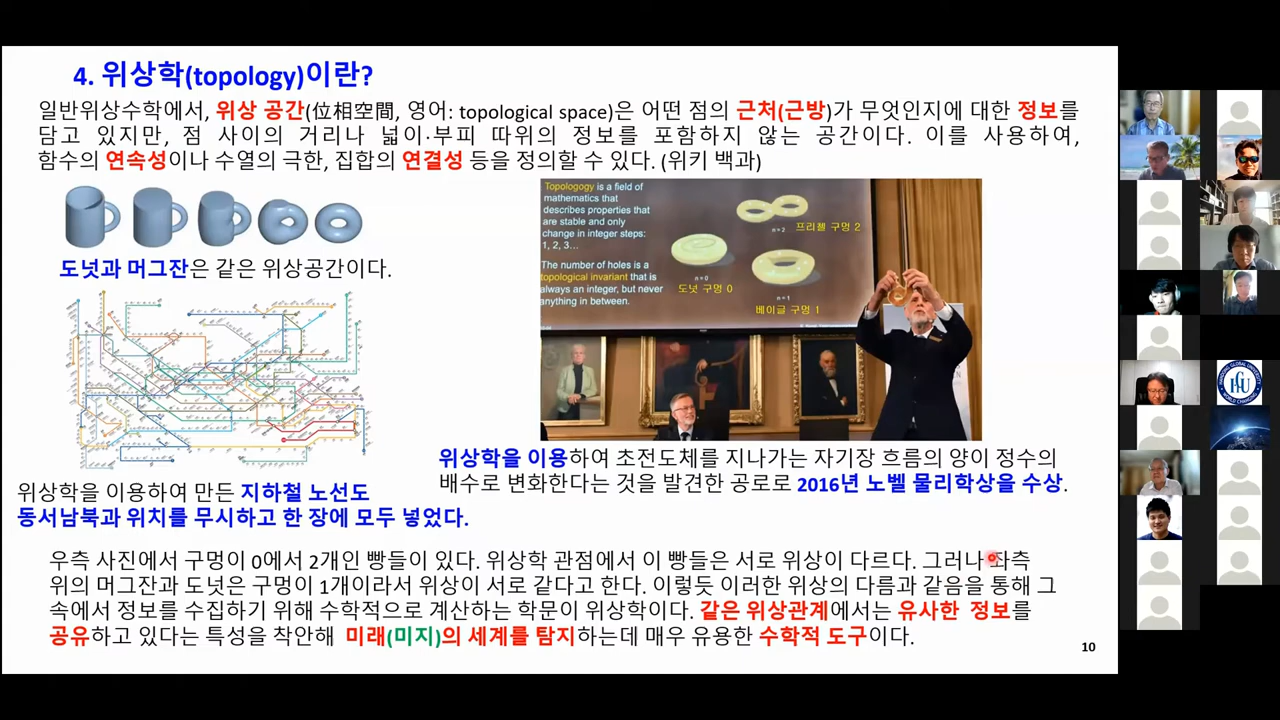 4. 위상학(topology)이란?
일반위상수학에서, 위상 공간(位相空間, 영어: topological space)은 어떤 점의 근처(근방)가 무엇인지에 대한 정보를
담고 있지만, 점 사이의 거리나 넓이·부피 따위의 정보를 포함하지 않는 공간이다. 이를 사용하여,
함수의 연속성이나 수열의 극한, 집합의 연결성 등을 정의할 수 있다. (위키 백과)
도넛과 머그잔은 같은 위상공간이다.
Topologogy is a field of
mathematics that
describes properties that
are stable and only
change in integer steps:
1, 2, 3…
The number of holes is a
topological invariant that is
always an integer, but never
anything in between.
n = 2
프리첼 구멍 2
n = 0
도넛 구멍 0
n = 1
베이글 구멍 1
위상학을 이용하여 만든 지하철 노선도
동서남북과 위치를 무시하고 한 장에 모두 넣었다.
위상학을 이용하여 초전도체를 지나가는 자기장 흐름의 양이 정수의
배수로 변화한다는 것을 발견한 공로로 2016년 노벨 물리학상을 수상.
우측 사진에서 구멍이 0에서 2개인 빵들이 있다. 위상학 관점에서 이 빵들은 서로 위상이 다르다. 그러나 좌측
위의 머그잔과 도넛은 구멍이 1개이라서 위상이 서로 같다고 한다. 이렇듯 이러한 위상의 다름과 같음을 통해 그
속에서 정보를 수집하기 위해 수학적으로 계산하는 학문이 위상학이다. 같은 위상관계에서는 유사한 정보를
공유하고 있다는 특성을 착안해 미래(미지)의 세계를 탐지하는데 매우 유용한 수학적 도구이다.
10